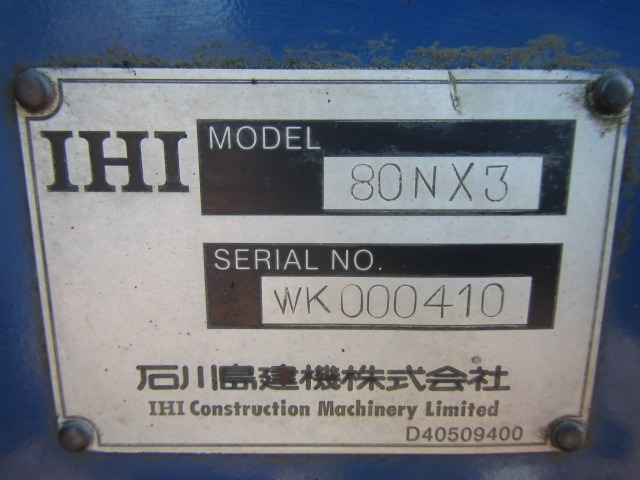 IHI
MODEL
80NX3
SERIAL NO.
WK000410
石川島建機株式会社
IHI Construction Machinery Limited
D40509400